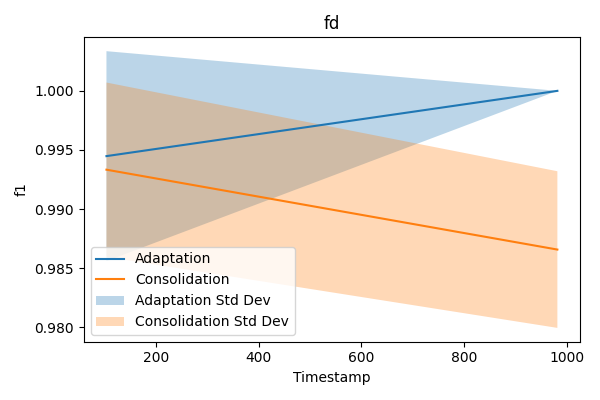 fd
f1
1.000
0.995
0.990
0.985
0.980
Adaptation
Consolidation
Adaptation Std Dev
Consolidation Std Dev
200
400
600
800
1000
Timestamp